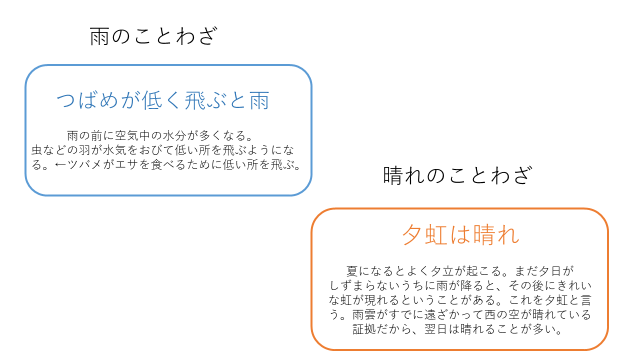 雨のことわざ
つばめが低く飛ぶと雨
雨の前に空気中の水分が多くなる。
虫などの羽が水気をおびて低い所を飛ぶようにな
る。←ツバメがエサを食べるために低い所を飛ぶ。
晴れのことわざ
夕虹は晴れ
夏になるとよく夕立が起こる。まだ夕日が
しずまらないうちに雨が降ると、その後にきれい
な虹が現れるということがある。これを夕虹と言
う。雨雲がすでに遠ざかって西の空が晴れている
証拠だから、翌日は晴れることが多い。